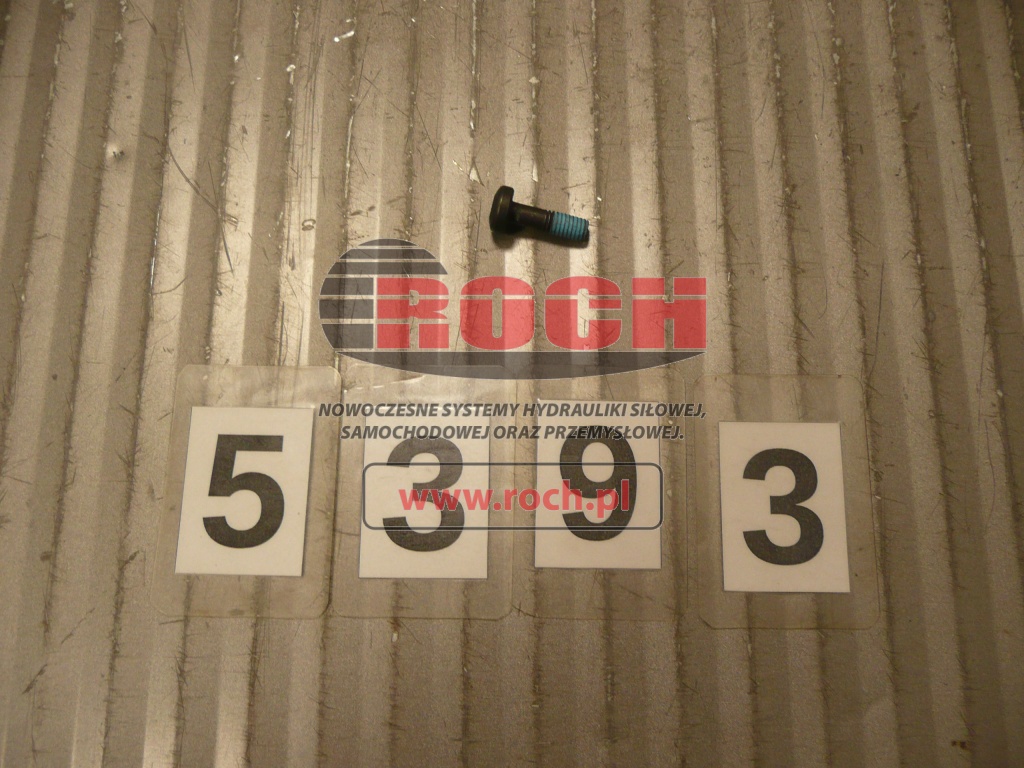 ROCH
NOWOCZESNE SYSTEMY HYDRAULIKI SIŁOWEJ,
SAMOCHODOWEJ ORAZ PRZEMYSŁOWEJ.
www.roch.pl
5 3 9 3